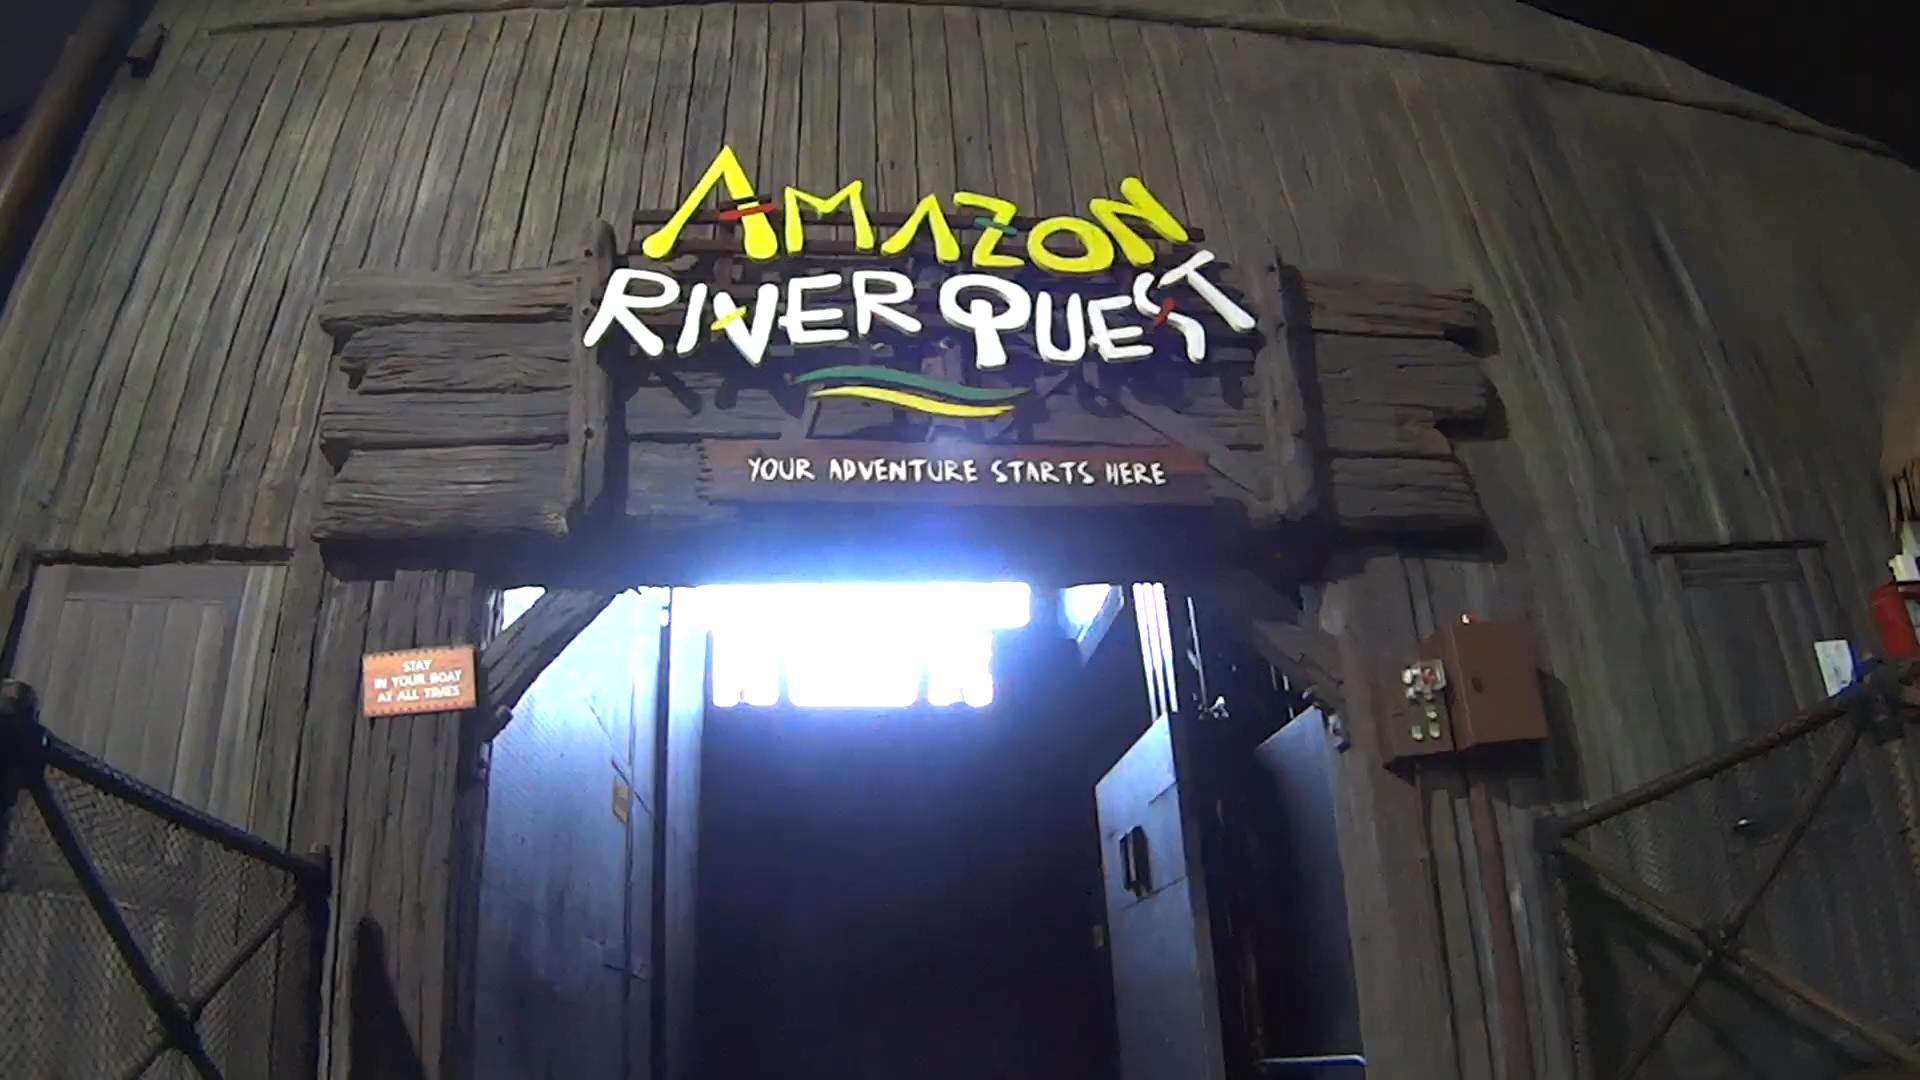 AMAZON
RIVER QUEST
YOUR ADVENTURE STARTS HERE
STAY
IN YOUR BOAT
AT ALL TIMES